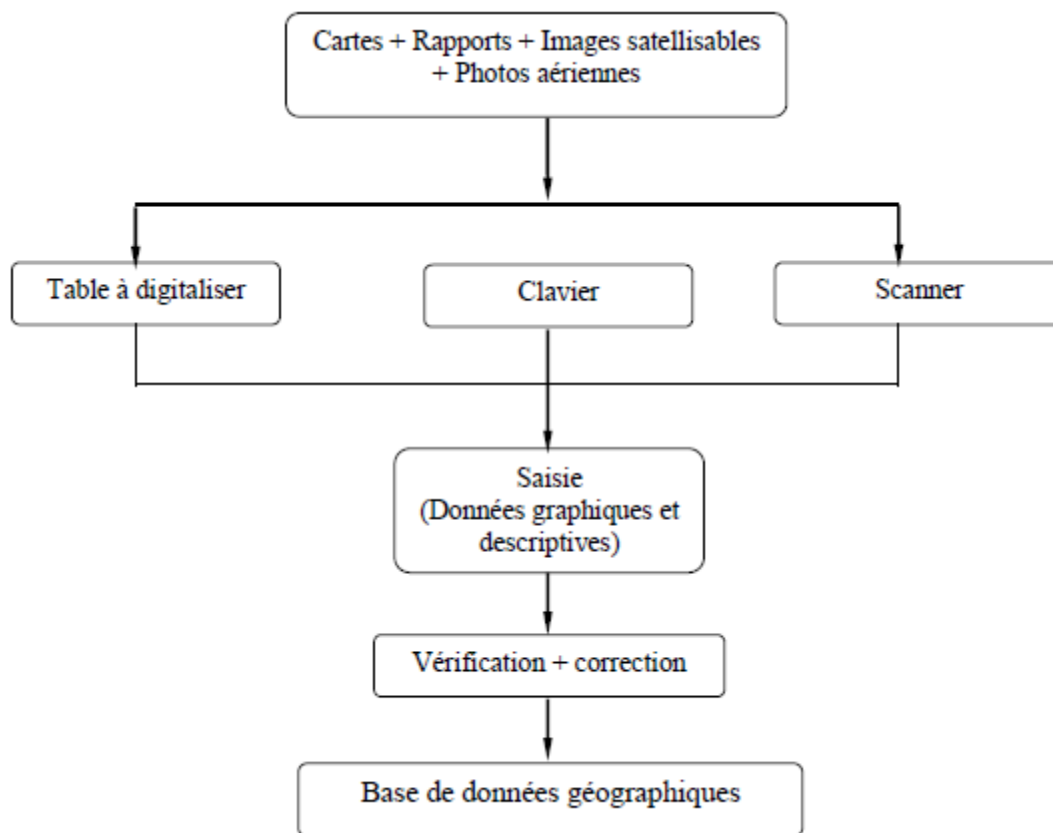 Cartes + Rapports + Images satellisables
+ Photos aériennes
Table à digitaliser
Clavier
Scanner
Saisie
(Données graphiques et
descriptives)
Vérification + correction
Base de données géographiques